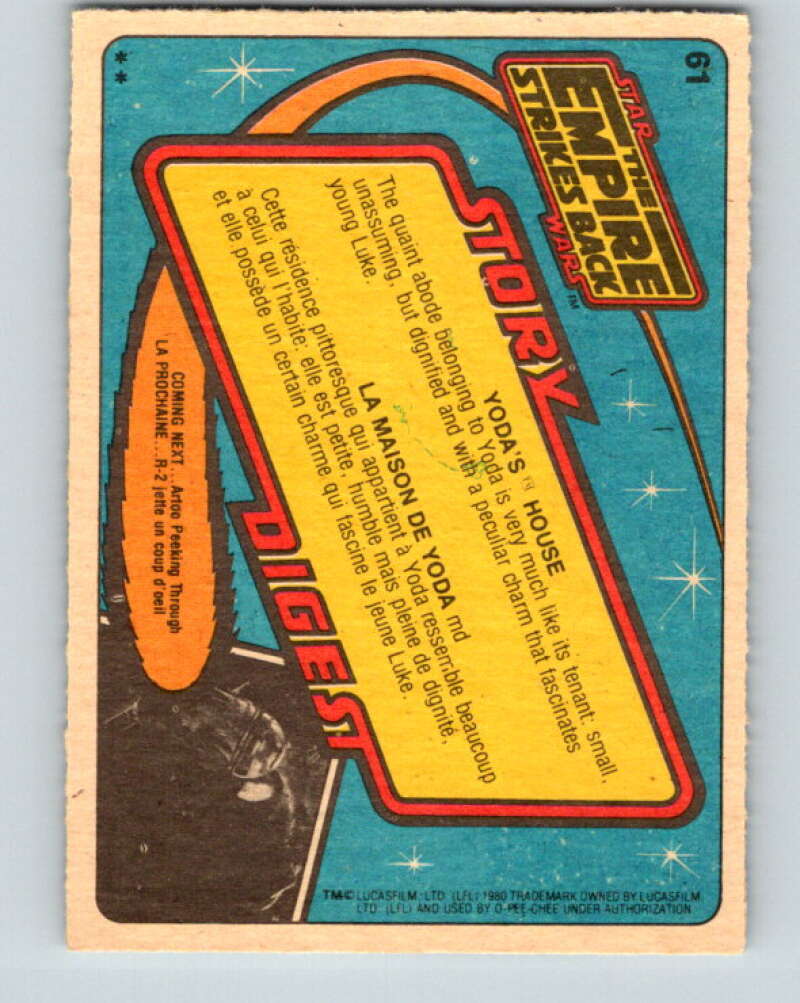 61
STAR
THE
EMPIRE
STRIKES BACK
WARS™
STORY
YODA'S HOUSE
The quaint abode belonging to Yoda is very much like its tenant: small,
unassuming, but dignified and with a peculiar charm that fascinates
young Luke.
LA MAISON DE YODA md
Cette résidence pittoresque qui appartient à Yoda ressemble beaucoup
à celui qui l'habite: elle est petite, humble mais pleine de dignité,
et elle possède un certain charme qui fascine le jeune Luke.
DIGEST
COMING NEXT...Artoo Peeking Through
LA PROCHAINE...R-2 jette un coup d'oeil
**
TM© LUCASFILM, LTD. (LFL) 1980 TRADEMARK OWNED BY LUCASFILM
LTD. (LFL) AND USED BY O-PEE-CHEE UNDER AUTHORIZATION